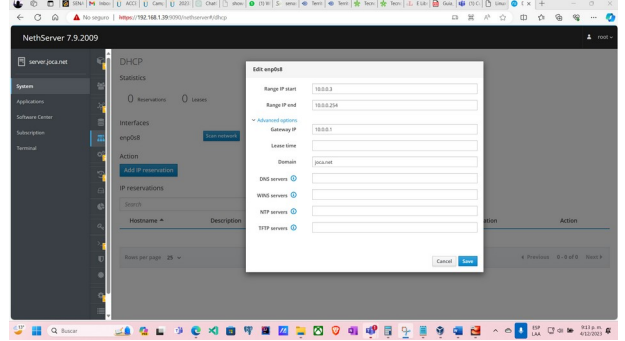 No seguro | https://192.168.1.39:9090/nethserver#/dhcp
NethServer 7.9.2009
root
server.joca.net
System
Applications
Software Center
Subscription
Terminal
DHCP
Statistics
0 Reservations 0 Leases
Interfaces
enp0s8
Scan network
Action
Add IP reservation
IP reservations
Search
Hostname
Description
Action
Rows per page 25
Previous 0 - 0 of 0 Next
Edit enp0s8
Range IP start 10.0.0.3
Range IP end 10.0.0.254
Advanced options
Gateway IP 10.0.0.1
Lease time
Domain joca.net
DNS servers
WINS servers
NTP servers
TFTP servers
Cancel Save
Q Buscar
ESP
LAA
9:13 p. m.
4/12/2023